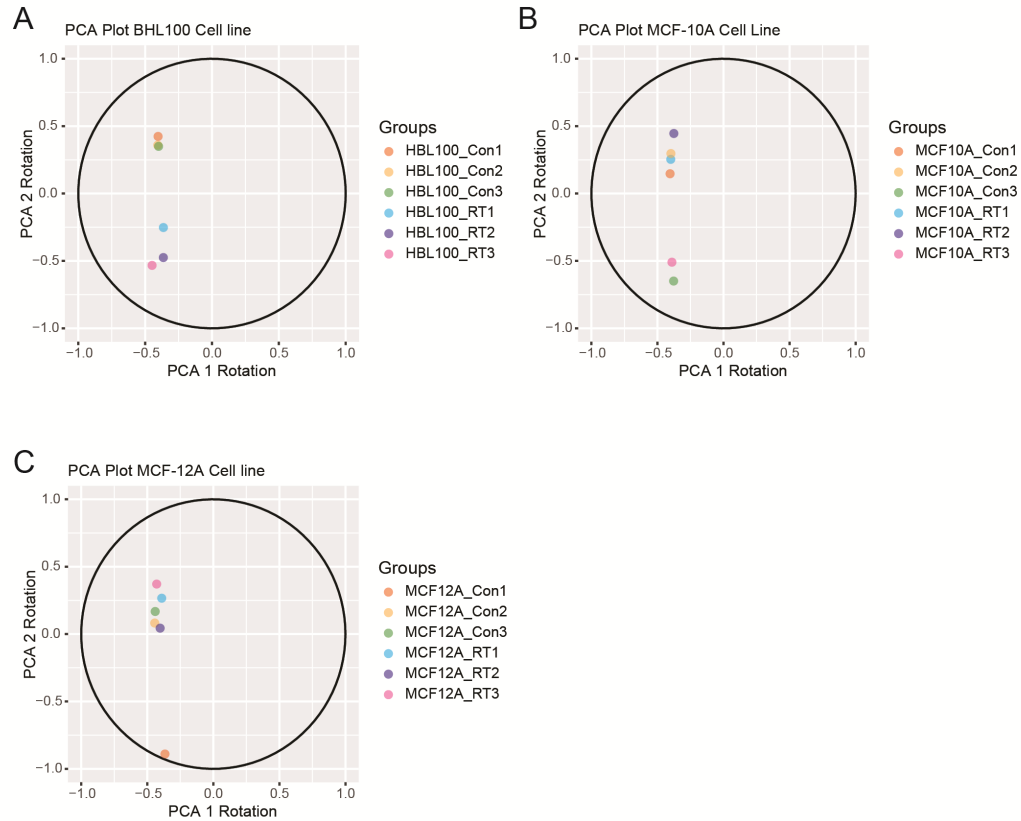 A
PCA Plot BHL100 Cell line
1.0
0.5
0.0
−0.5
−1.0
PCA 2 Rotation
−1.0 −0.5 0.0 0.5 1.0
PCA 1 Rotation
Groups
HBL100_Con1
HBL100_Con2
HBL100_Con3
HBL100_RT1
HBL100_RT2
HBL100_RT3
B
PCA Plot MCF-10A Cell Line
1.0
0.5
0.0
−0.5
−1.0
PCA 2 Rotation
−1.0 −0.5 0.0 0.5 1.0
PCA 1 Rotation
Groups
MCF10A_Con1
MCF10A_Con2
MCF10A_Con3
MCF10A_RT1
MCF10A_RT2
MCF10A_RT3
C
PCA Plot MCF-12A Cell line
1.0
0.5
0.0
−0.5
−1.0
PCA 2 Rotation
−1.0 −0.5 0.0 0.5 1.0
PCA 1 Rotation
Groups
MCF12A_Con1
MCF12A_Con2
MCF12A_Con3
MCF12A_RT1
MCF12A_RT2
MCF12A_RT3